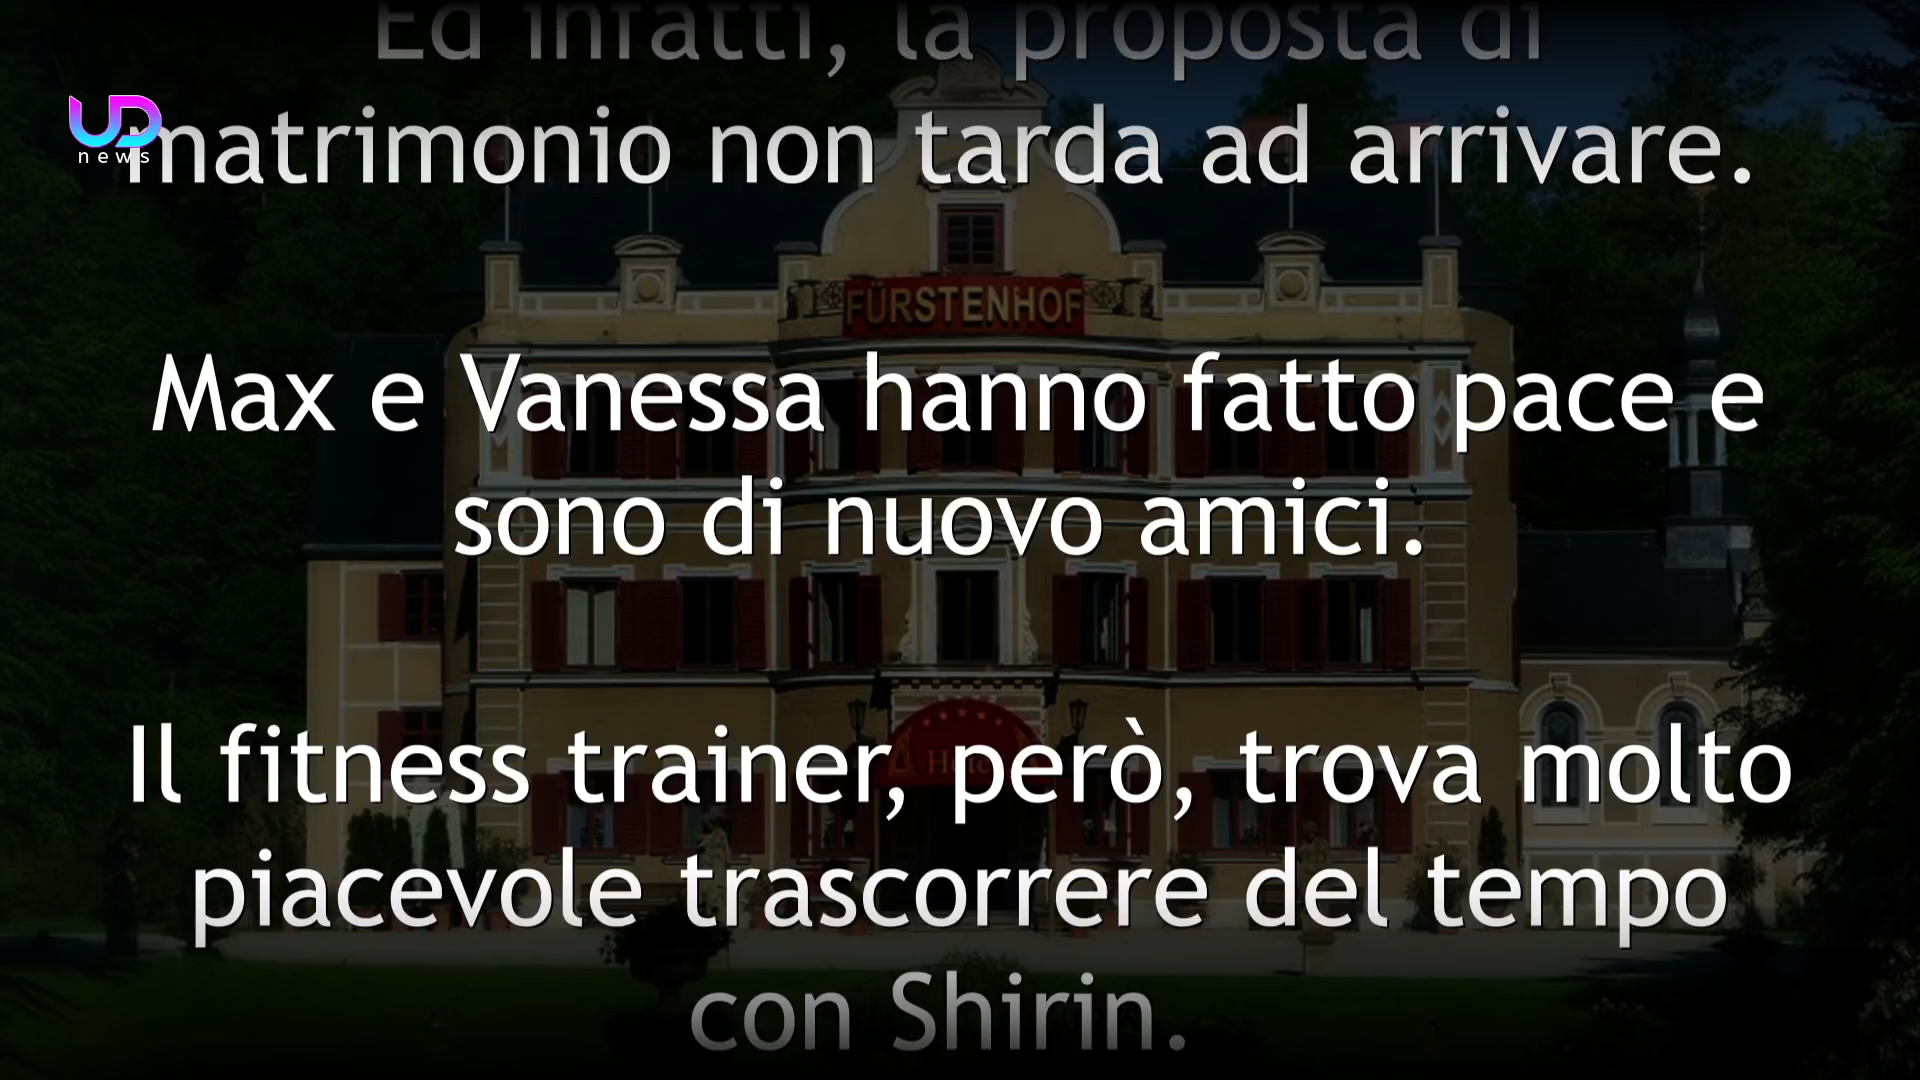 Ed infatti, la proposta di
matrimonio non tarda ad arrivare.
UD
news
FÜRSTENHOF
Max e Vanessa hanno fatto pace e
sono di nuovo amici.
Il fitness trainer, però, trova molto
piacevole trascorrere del tempo
con Shirin.